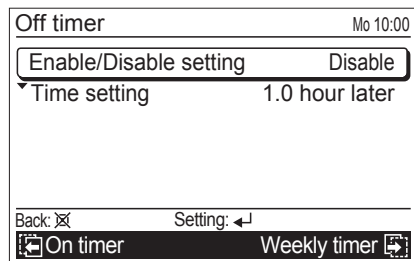 Off timer Mo 10:00
Enable/Disable setting Disable
Time setting 1.0 hour later
Back: Setting:
On timer Weekly timer